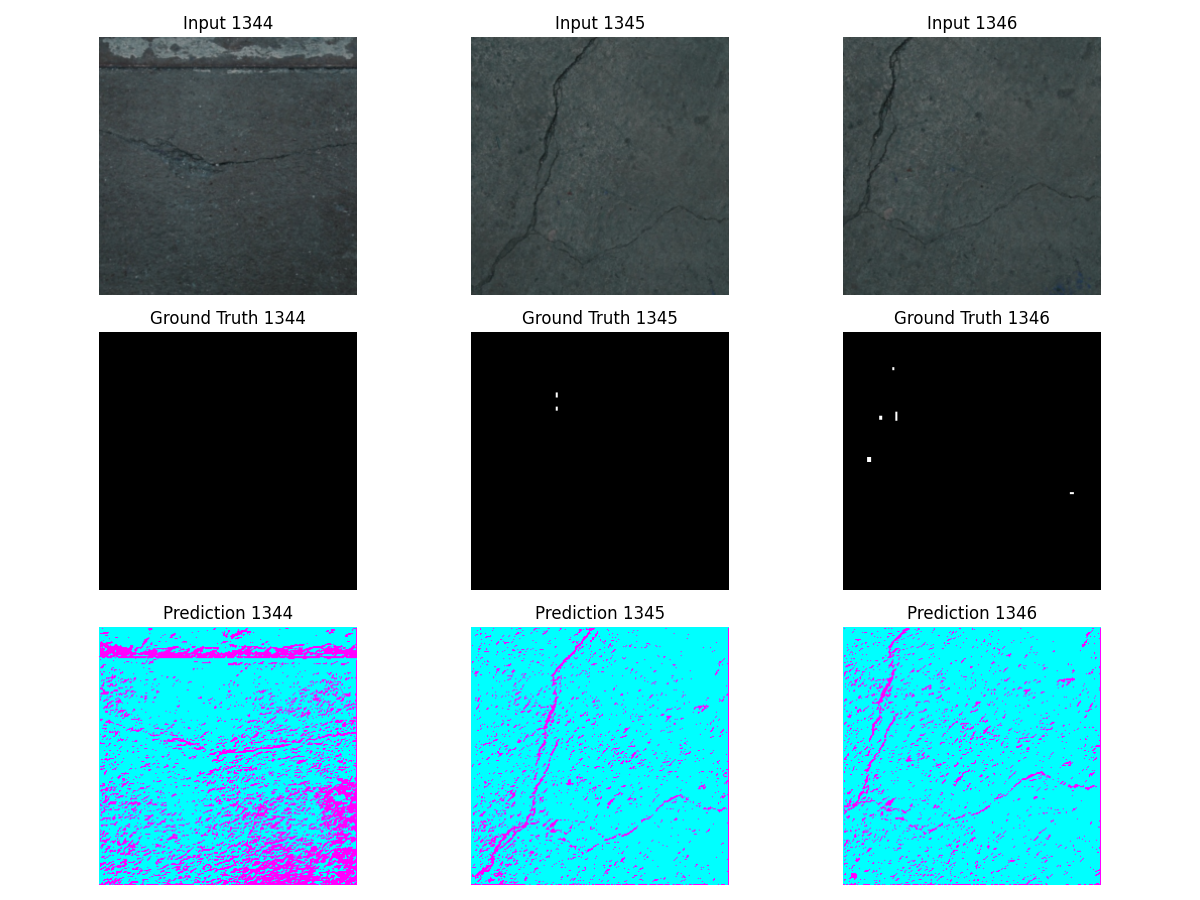 Input 1344
Input 1345
Input 1346
Ground Truth 1344
Ground Truth 1345
Ground Truth 1346
Prediction 1344
Prediction 1345
Prediction 1346